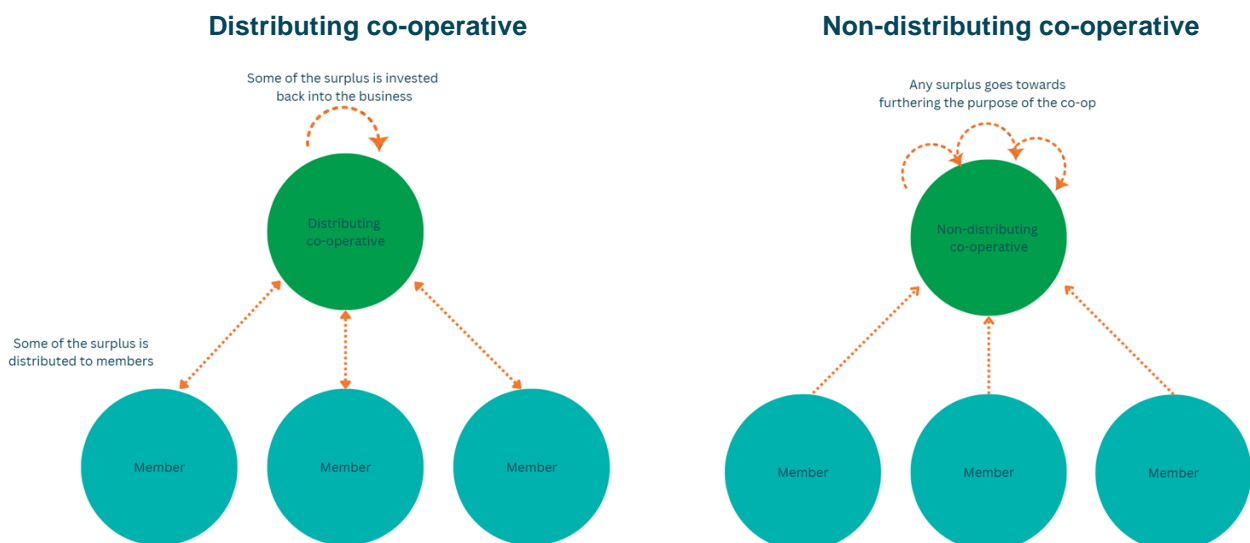 Distributing co-operative
Some of the surplus is invested
back into the business
Distributing
co-operative
Some of the surplus is
distributed to members
Member
Member
Member
Non-distributing co-operative
Any surplus goes towards
furthering the purpose of the co-op
Non-distributing
co-operative
Member
Member
Member